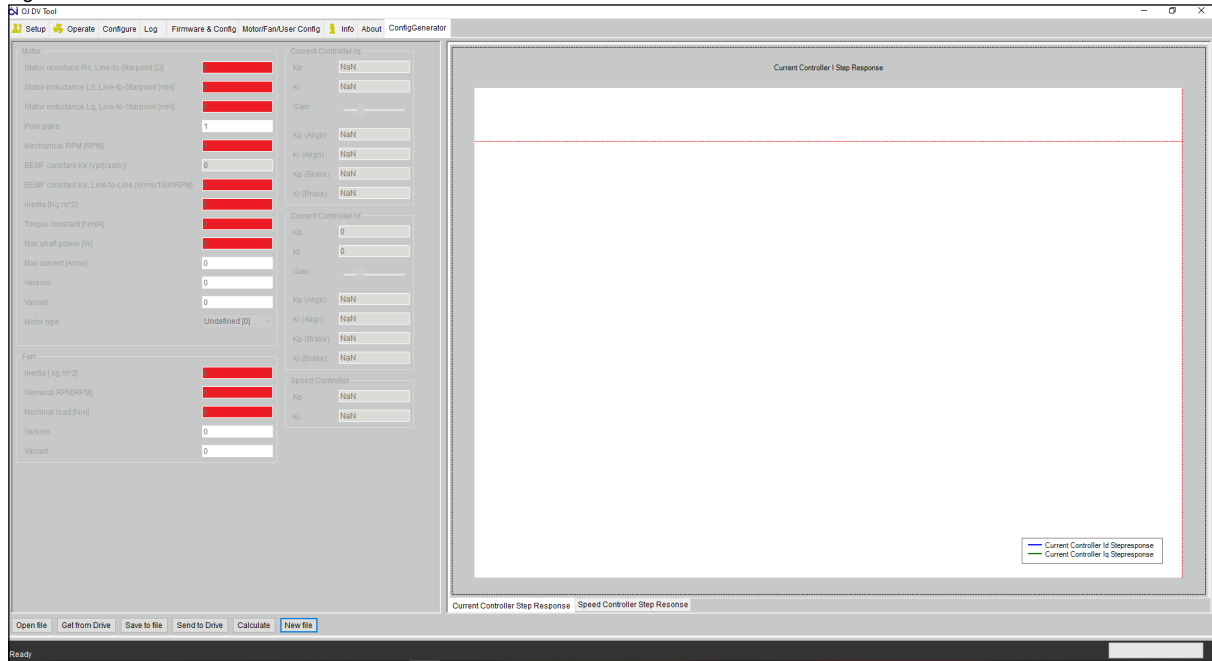 OJ DV Tool
Setup Operate Configure Log Firmware & Config Motor/Fan/User Config Info About ConfigGenerator
Motor
Stator resistans Rs, Line-to-Starpoint [Ω]
Stator inductance Ld, Line-to-Starpoint [mH]
Stator inductance Lq, Line-to-Starpoint [mH]
Pole pairs 1
Mechanical RPM [RPM]
BEMF constant Ke [Vp/(rad/s)] 0
BEMF constant Ke, Line-to-Line [Vrms/1000RPM]
Inertia [Kg m^2]
Torque constant [Nm/A]
Max shaft power [W]
Max current [Arms] 0
Version 0
Variant 0
Motor type Undefined [0]
Fan
Inertia [ kg m^2]
Nominal RPM[RPM]
Nominal load [Nm]
Version 0
Variant 0
Current Controller Iq
Kp NaN
Ki NaN
Gain
Kp (Align) NaN
Ki (Align) NaN
Kp (Brake) NaN
Ki (Brake) NaN
Current Controller Id
Kp 0
Ki 0
Gain
Kp (Align) NaN
Ki (Align) NaN
Kp (Brake) NaN
Ki (Brake) NaN
Speed Controller
Kp NaN
Ki NaN
Current Controller I Step Response
Current Controller Id Stepresponse
Current Controller Iq Stepresponse
Current Controller Step Response Speed Controller Step Resonse
Open file Get from Drive Save to file Send to Drive Calculate New file
Ready